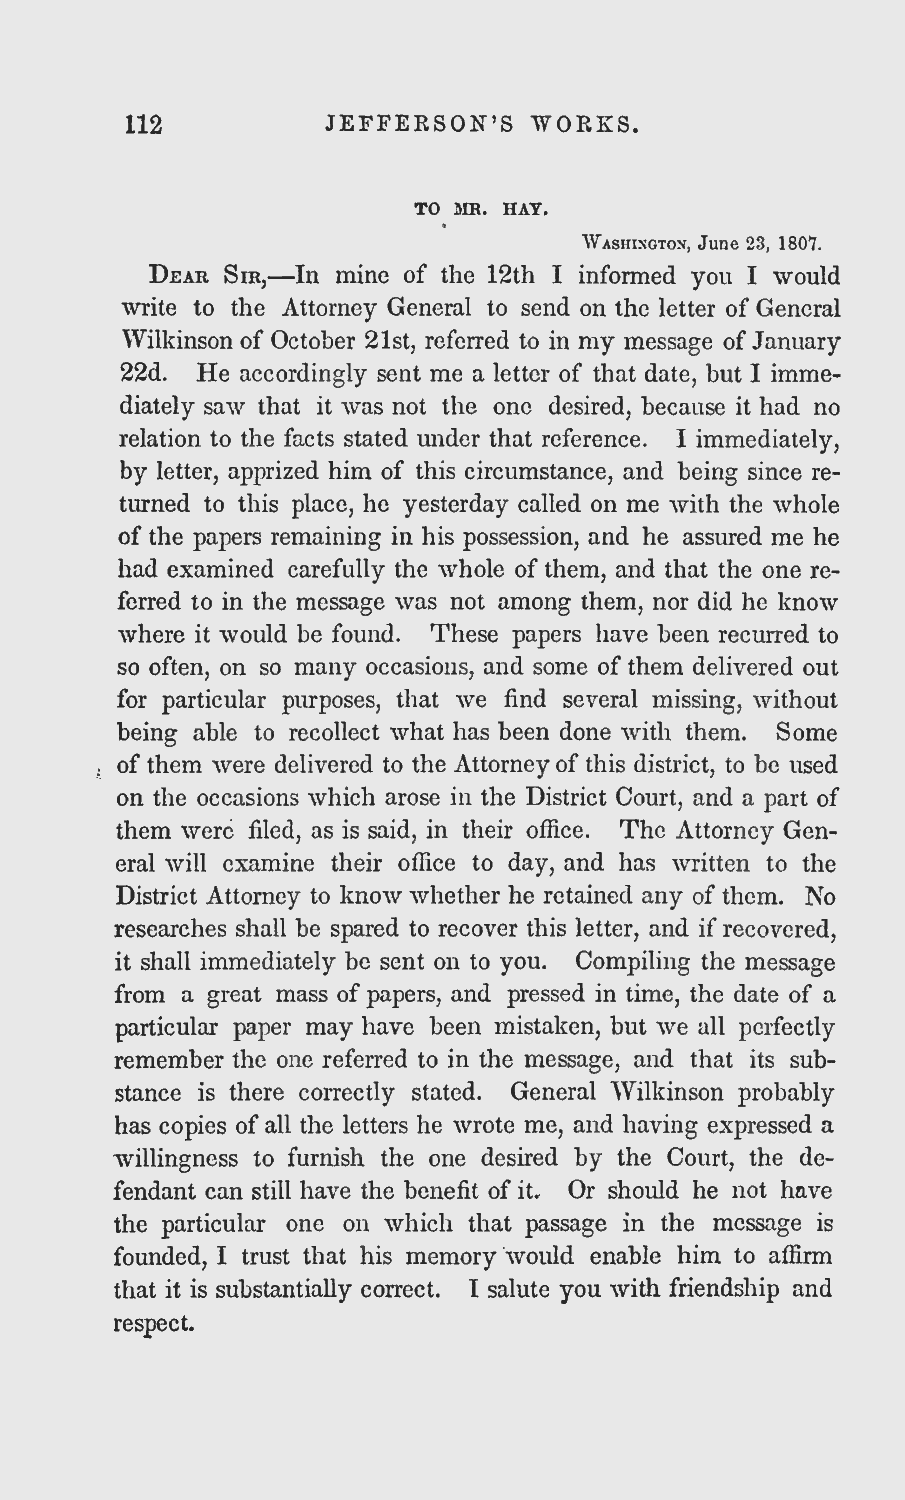 112 JEFFERSON'S WORKS.
TO MR. HAY.
WASHINGTON, June 23, 1807.
DEAR SIR,—In mine of the 12th I informed you I would
write to the Attorney General to send on the letter of General
Wilkinson of October 21st, referred to in my message of January
22d. He accordingly sent me a letter of that date, but I imme-
diately saw that it was not the one desired, because it had no
relation to the facts stated under that reference. I immediately,
by letter, apprized him of this circumstance, and being since re-
turned to this place, he yesterday called on me with the whole
of the papers remaining in his possession, and he assured me he
had examined carefully the whole of them, and that the one re-
ferred to in the message was not among them, nor did he know
where it would be found. These papers have been recurred to
so often, on so many occasions, and some of them delivered out
for particular purposes, that we find several missing, without
being able to recollect what has been done with them. Some
of them were delivered to the Attorney of this district, to be used
on the occasions which arose in the District Court, and a part of
them were filed, as is said, in their office. The Attorney Gen-
eral will examine their office to day, and has written to the
District Attorney to know whether he retained any of them. No
researches shall be spared to recover this letter, and if recovered,
it shall immediately be sent on to you. Compiling the message
from a great mass of papers, and pressed in time, the date of a
particular paper may have been mistaken, but we all perfectly
remember the one referred to in the message, and that its sub-
stance is there correctly stated. General Wilkinson probably
has copies of all the letters he wrote me, and having expressed a
willingness to furnish the one desired by the Court, the de-
fendant can still have the benefit of it. Or should he not have
the particular one on which that passage in the message is
founded, I trust that his memory would enable him to affirm
that it is substantially correct. I salute you with friendship and
respect.